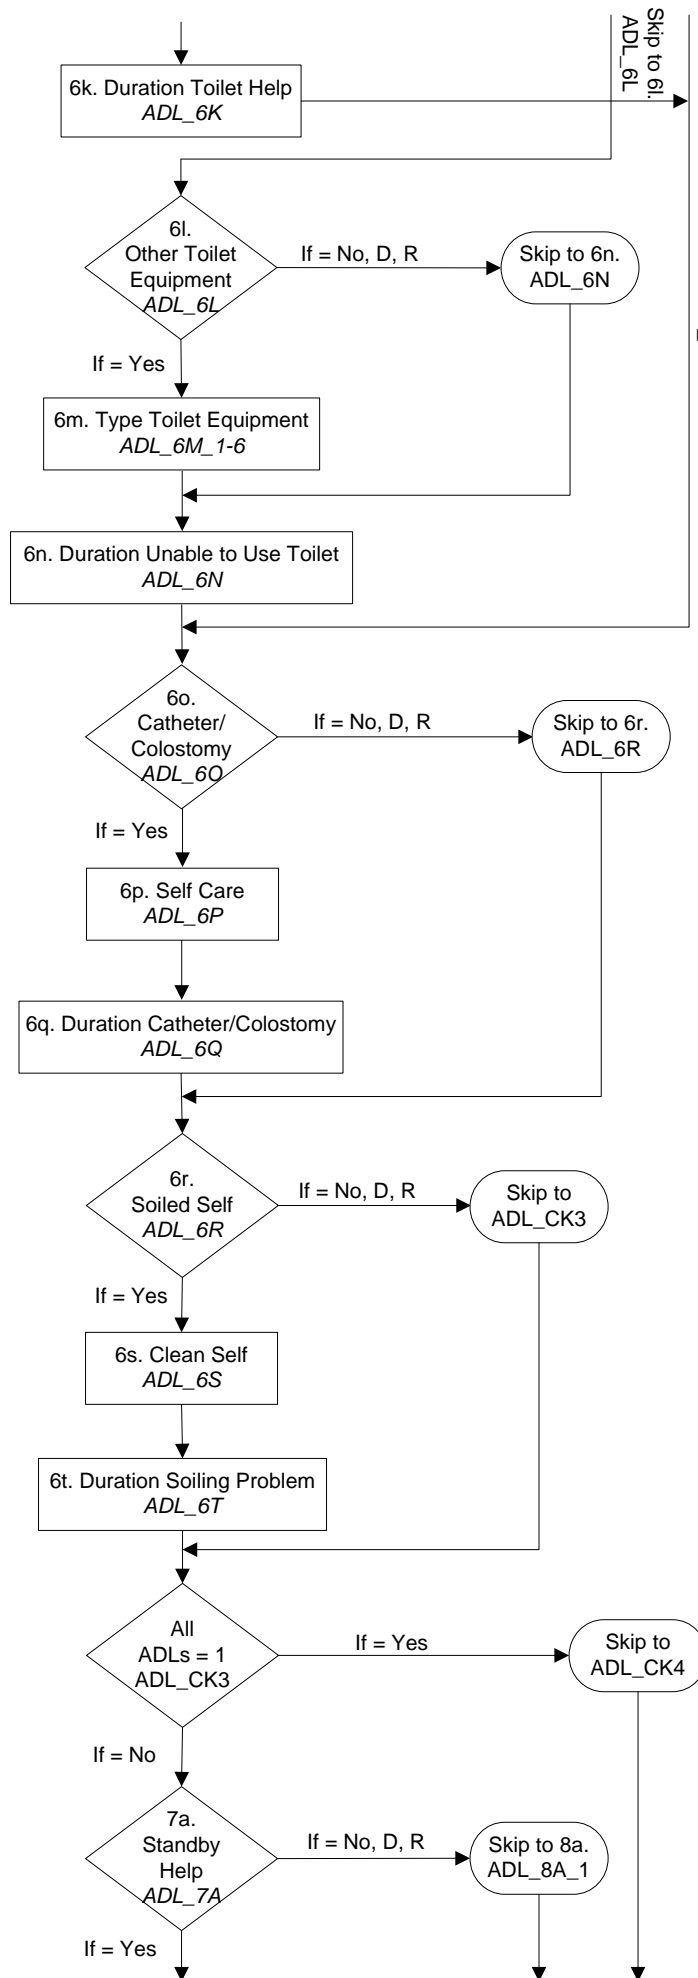 Skip to 6l.
ADL_6L
6k. Duration Toilet Help
ADL_6K
6l.
Other Toilet
Equipment
ADL_6L
If = No, D, R
Skip to 6n.
ADL_6N
If = Yes
6m. Type Toilet Equipment
ADL_6M_1-6
6n. Duration Unable to Use Toilet
ADL_6N
6o.
Catheter/
Colostomy
ADL_6O
If = No, D, R
Skip to 6r.
ADL_6R
If = Yes
6p. Self Care
ADL_6P
6q. Duration Catheter/Colostomy
ADL_6Q
6r.
Soiled Self
ADL_6R
If = No, D, R
Skip to
ADL_CK3
If = Yes
6s. Clean Self
ADL_6S
6t. Duration Soiling Problem
ADL_6T
All
ADLs = 1
ADL_CK3
If = Yes
Skip to
ADL_CK4
If = No
7a.
Standby
Help
ADL_7A
If = No, D, R
Skip to 8a.
ADL_8A_1
If = Yes